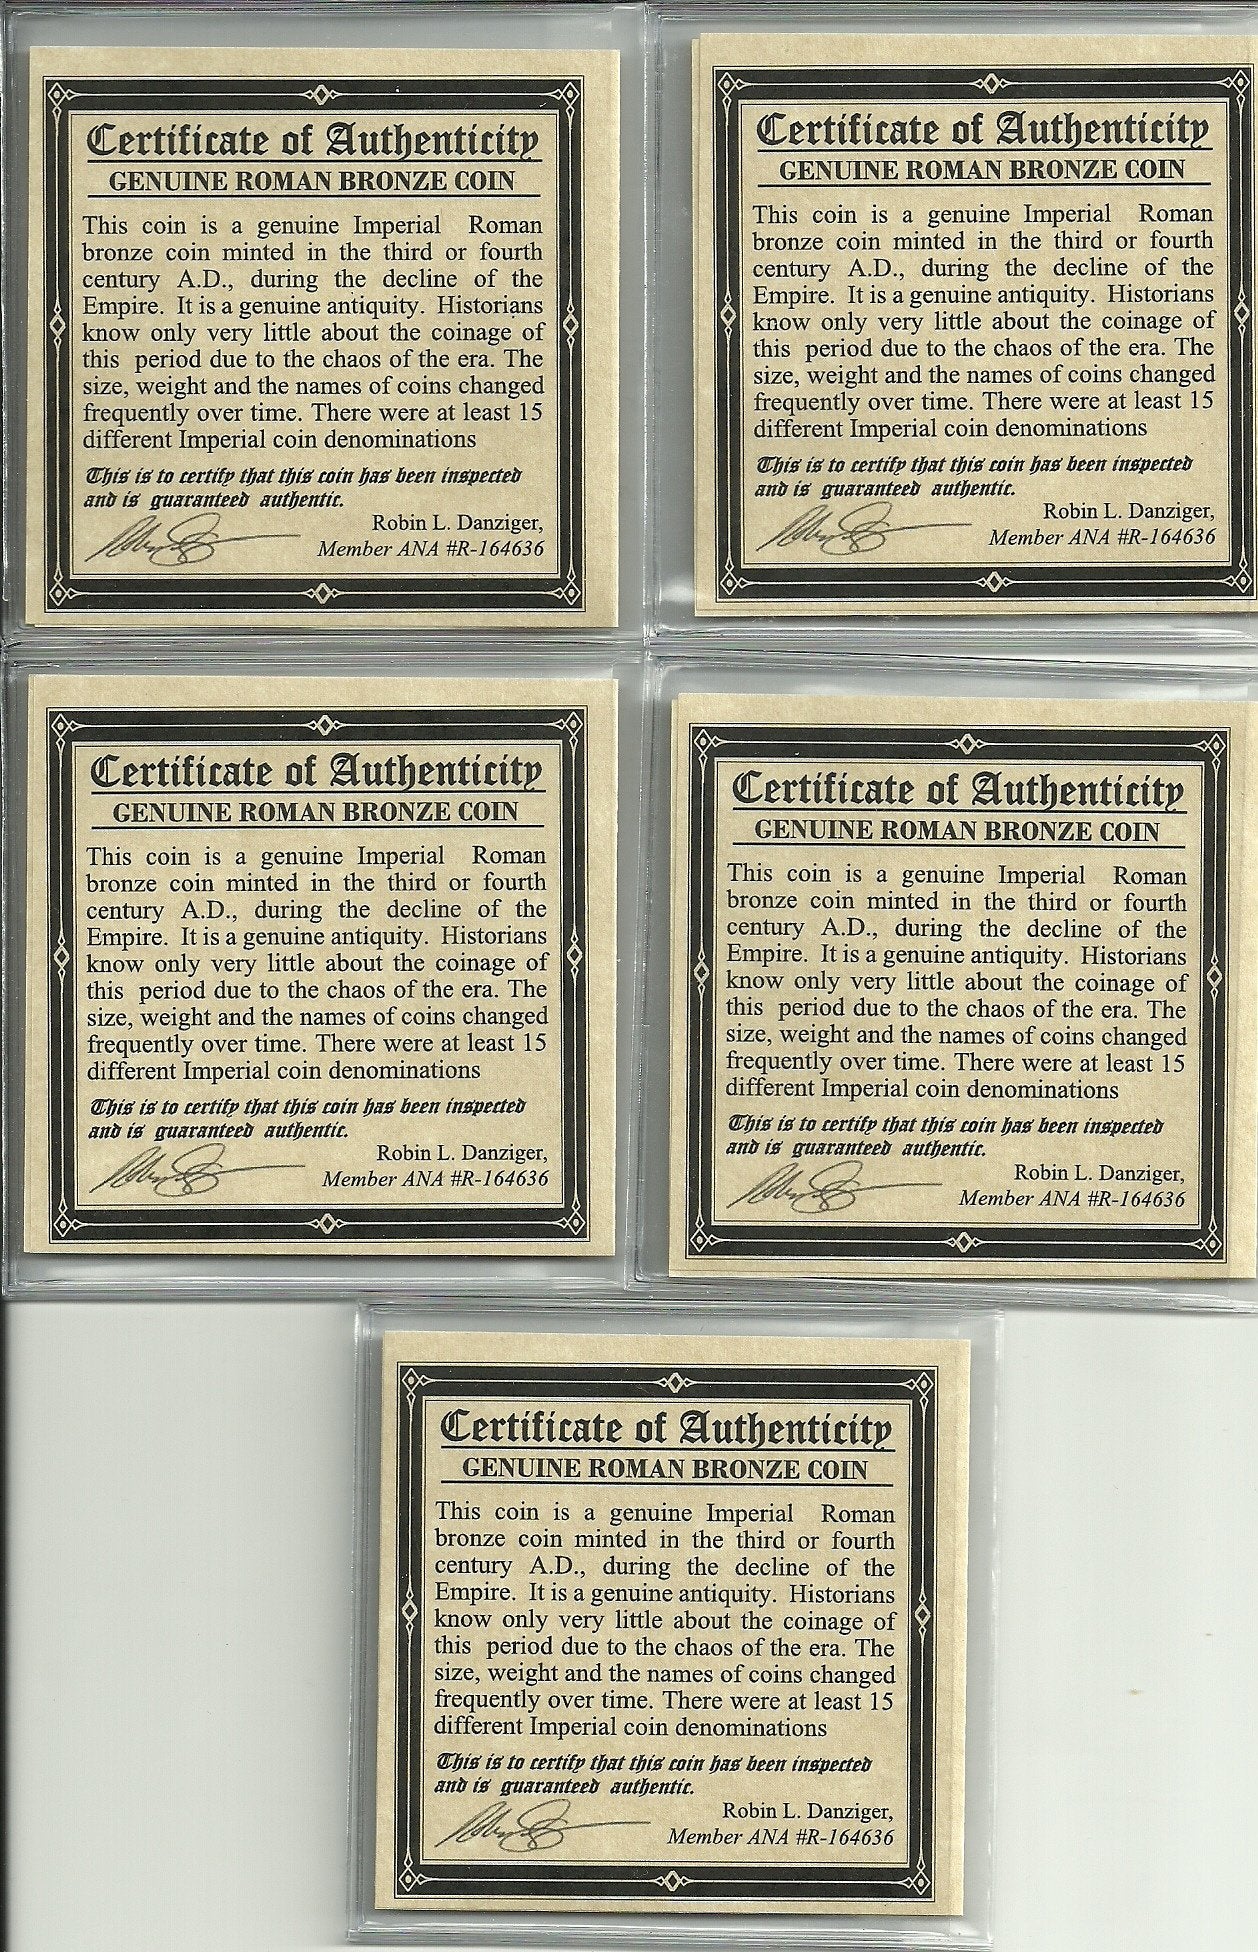 Certificate of Authenticity
GENUINE ROMAN BRONZE COIN
This coin is a genuine Imperial Roman
bronze coin minted in the third or fourth
century A.D., during the decline of the
Empire. It is a genuine antiquity. Historians
know only very little about the coinage of
this period due to the chaos of the era. The
size, weight and the names of coins changed
frequently over time. There were at least 15
different Imperial coin denominations
This is to certify that this coin has been inspected
and is guaranteed authentic.
Robin L. Danziger,
Member ANA #R-164636
Certificate of Authenticity
GENUINE ROMAN BRONZE COIN
This coin is a genuine Imperial Roman
bronze coin minted in the third or fourth
century A.D., during the decline of the
Empire. It is a genuine antiquity. Historians
know only very little about the coinage of
this period due to the chaos of the era. The
size, weight and the names of coins changed
frequently over time. There were at least 15
different Imperial coin denominations
This is to certify that this coin has been inspected
and is guaranteed authentic.
Robin L. Danziger,
Member ANA #R-164636
Certificate of Authenticity
GENUINE ROMAN BRONZE COIN
This coin is a genuine Imperial Roman
bronze coin minted in the third or fourth
century A.D., during the decline of the
Empire. It is a genuine antiquity. Historians
know only very little about the coinage of
this period due to the chaos of the era. The
size, weight and the names of coins changed
frequently over time. There were at least 15
different Imperial coin denominations
This is to certify that this coin has been inspected
and is guaranteed authentic.
Robin L. Danziger,
Member ANA #R-164636
Certificate of Authenticity
GENUINE ROMAN BRONZE COIN
This coin is a genuine Imperial Roman
bronze coin minted in the third or fourth
century A.D., during the decline of the
Empire. It is a genuine antiquity. Historians
know only very little about the coinage of
this period due to the chaos of the era. The
size, weight and the names of coins changed
frequently over time. There were at least 15
different Imperial coin denominations
This is to certify that this coin has been inspected
and is guaranteed authentic.
Robin L. Danziger,
Member ANA #R-164636
Certificate of Authenticity
GENUINE ROMAN BRONZE COIN
This coin is a genuine Imperial Roman
bronze coin minted in the third or fourth
century A.D., during the decline of the
Empire. It is a genuine antiquity. Historians
know only very little about the coinage of
this period due to the chaos of the era. The
size, weight and the names of coins changed
frequently over time. There were at least 15
different Imperial coin denominations
This is to certify that this coin has been inspected
and is guaranteed authentic.
Robin L. Danziger,
Member ANA #R-164636